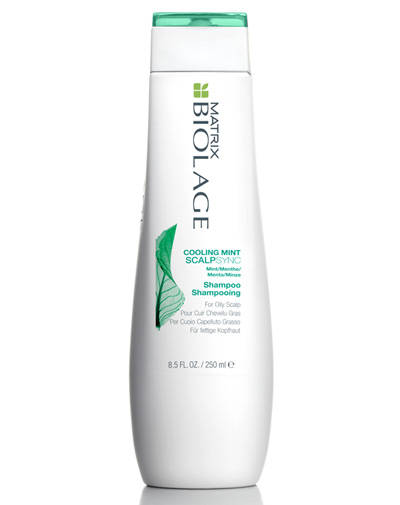 MATRIX
BIOLAGE
COOLING MINT
SCALPSYNC
Mint/Menthe/
Menta/Minze
Shampoo
Shampooing
For Oily Scalp
Pour Cuir Chevelu Gras
Per Cuoio Capelluto Grasso
Für fettige Kopfhaut
8.5 FL. OZ. / 250 ml ℮